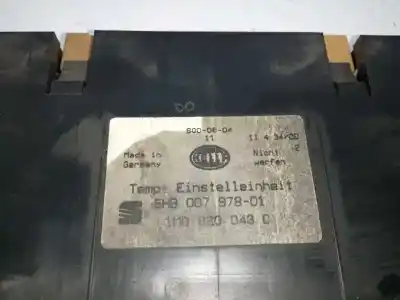 S00-06-04
11
11 4 34/00
-2
Made in
Germany
HELLA
Nicht
werfen
Temp. Einstelleinheit
5HB 007 978-01
1M0 820 043 C